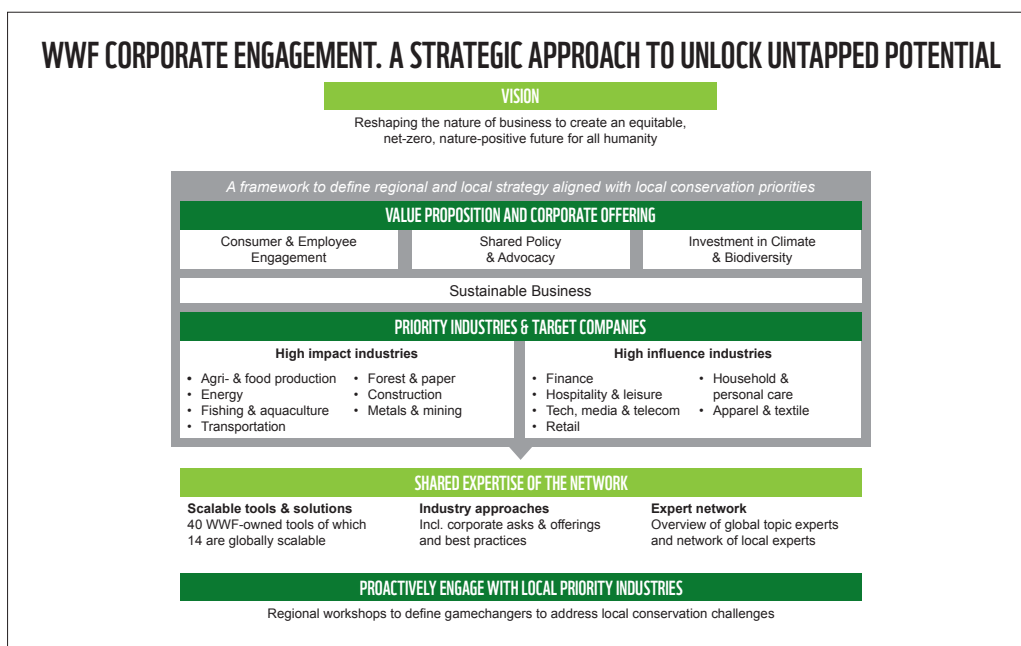 WWF CORPORATE ENGAGEMENT. A STRATEGIC APPROACH TO UNLOCK UNTAPPED POTENTIAL
VISION
Reshaping the nature of business to create an equitable,
net-zero, nature-positive future for all humanity
A framework to define regional and local strategy aligned with local conservation priorities
VALUE PROPOSITION AND CORPORATE OFFERING
Consumer & Employee
Engagement
Shared Policy
& Advocacy
Investment in Climate
& Biodiversity
Sustainable Business
PRIORITY INDUSTRIES & TARGET COMPANIES
High impact industries
• Agri- & food production
• Energy
• Fishing & aquaculture
• Transportation
• Forest & paper
• Construction
• Metals & mining
High influence industries
• Finance
• Hospitality & leisure
• Tech, media & telecom
• Retail
• Household &
personal care
• Apparel & textile
SHARED EXPERTISE OF THE NETWORK
Scalable tools & solutions
40 WWF-owned tools of which
14 are globally scalable
Industry approaches
Incl. corporate asks & offerings
and best practices
Expert network
Overview of global topic experts
and network of local experts
PROACTIVELY ENGAGE WITH LOCAL PRIORITY INDUSTRIES
Regional workshops to define gamechangers to address local conservation challenges